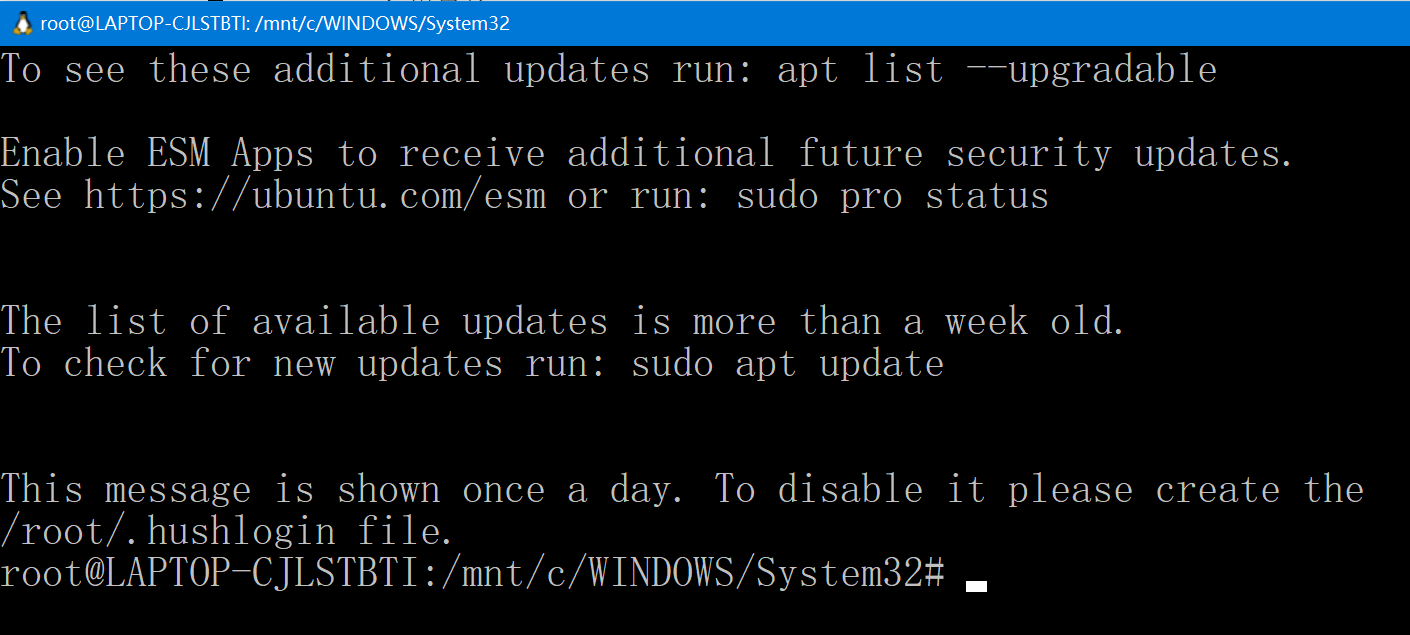 root@LAPTOP-CJLSTBTI: /mnt/c/WINDOWS/System32
To see these additional updates run: apt list --upgradable
Enable ESM Apps to receive additional future security updates.
See https://ubuntu.com/esm or run: sudo pro status
The list of available updates is more than a week old.
To check for new updates run: sudo apt update
This message is shown once a day. To disable it please create the
/root/.hushlogin file.
root@LAPTOP-CJLSTBTI:/mnt/c/WINDOWS/System32#